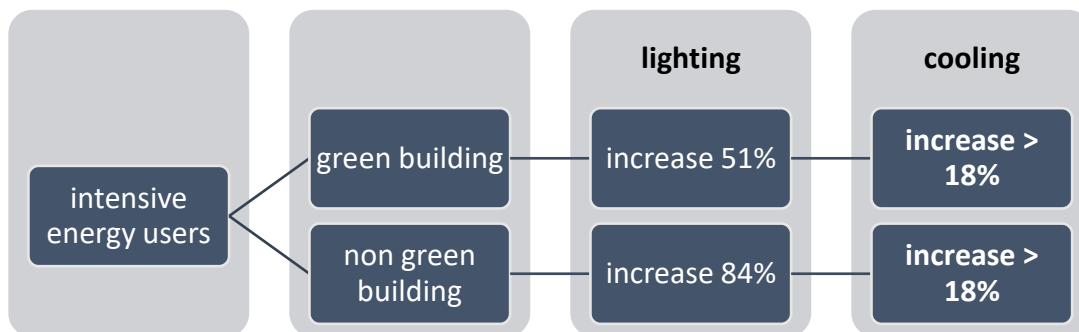 lighting
cooling
intensive
energy users
green building
increase 51%
increase >
18%
non green
building
increase 84%
increase >
18%